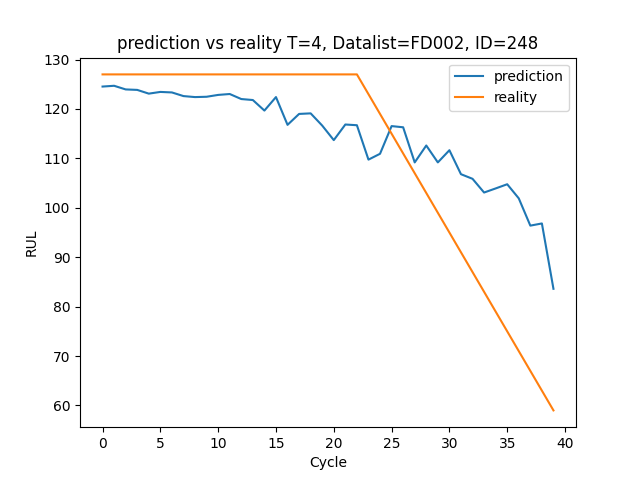 prediction vs reality T=4, Datalist=FD002, ID=248
prediction
reality
130
120
110
100
90
80
70
60
RUL
0 5 10 15 20 25 30 35 40
Cycle